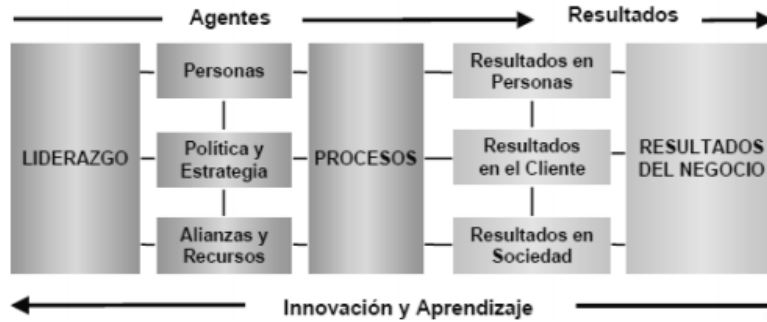 Agentes
Resultados
LIDERAZGO
Personas
Política y
Estrategia
Alianzas y
Recursos
PROCESOS
Resultados en
Personas
Resultados
en el Cliente
Resultados en
Sociedad
RESULTADOS
DEL NEGOCIO
Innovación y Aprendizaje